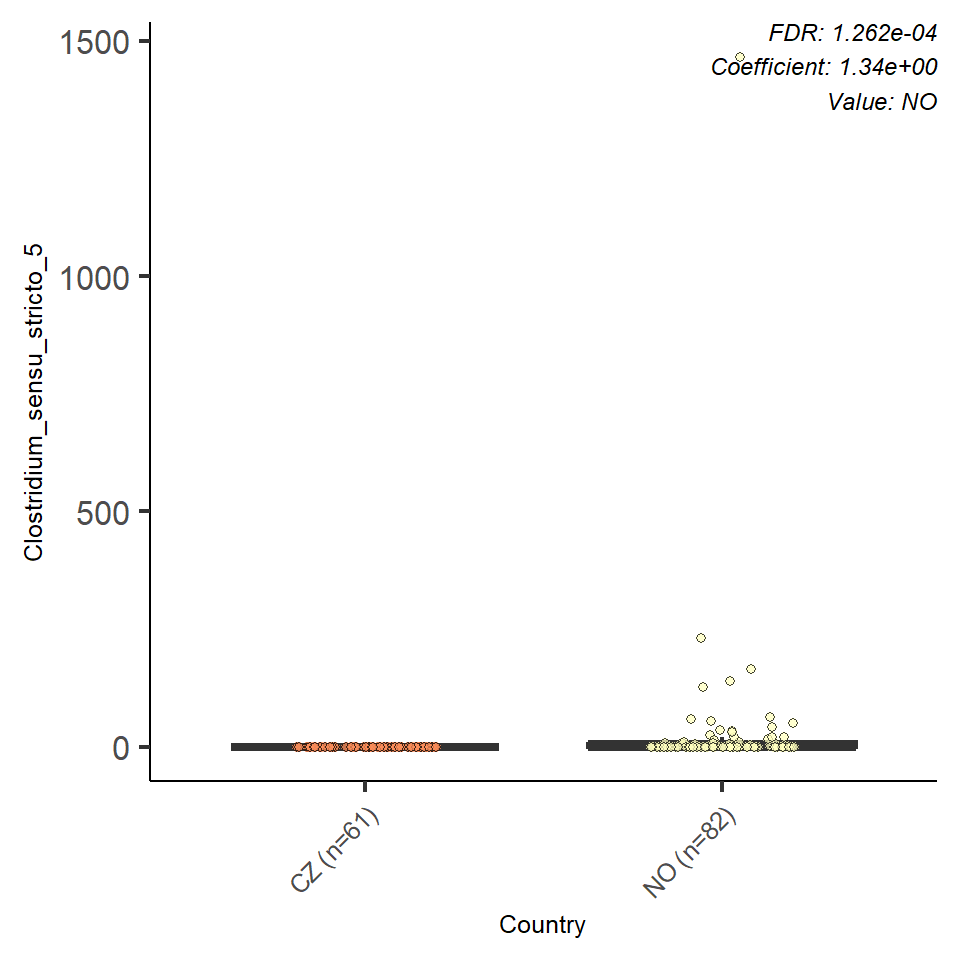 FDR: 1.262e-04
Coefficient: 1.34e+00
Value: NO
1500
1000
500
0
Clostridium_sensu_stricto_5
CZ (n=61)
NO (n=82)
Country